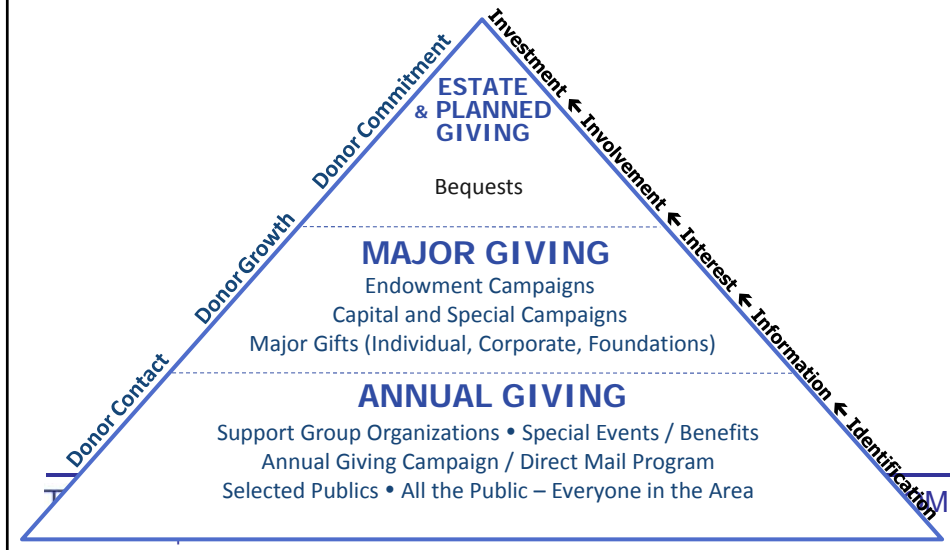 Donor Commitment
Donor Growth
Donor Contact
Investment ← Involvement ← Interest ← Information ← Identification
ESTATE
& PLANNED
GIVING
Bequests
MAJOR GIVING
Endowment Campaigns
Capital and Special Campaigns
Major Gifts (Individual, Corporate, Foundations)
ANNUAL GIVING
Support Group Organizations • Special Events / Benefits
Annual Giving Campaign / Direct Mail Program
Selected Publics • All the Public – Everyone in the Area